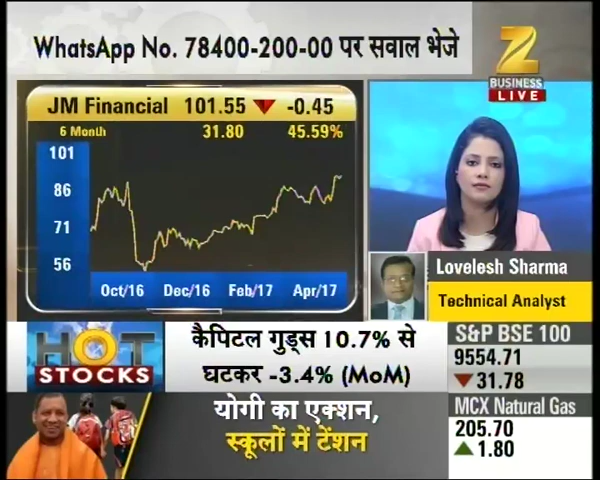 WhatsApp No. 78400-200-00 पर सवाल भेजे
Z
BUSINESS
LIVE
JM Financial 101.55 -0.45
6 Month 31.80 45.59%
101
86
71
56
Oct/16 Dec/16 Feb/17 Apr/17
Lovelesh Sharma
Technical Analyst
HOT
STOCKS
कैपिटल गुड्स 10.7% से
घटकर -3.4% (MoM)
S&P BSE 100
9554.71
31.78
MCX Natural Gas
205.70
1.80
योगी का एक्शन,
स्कूलों में टेंशन